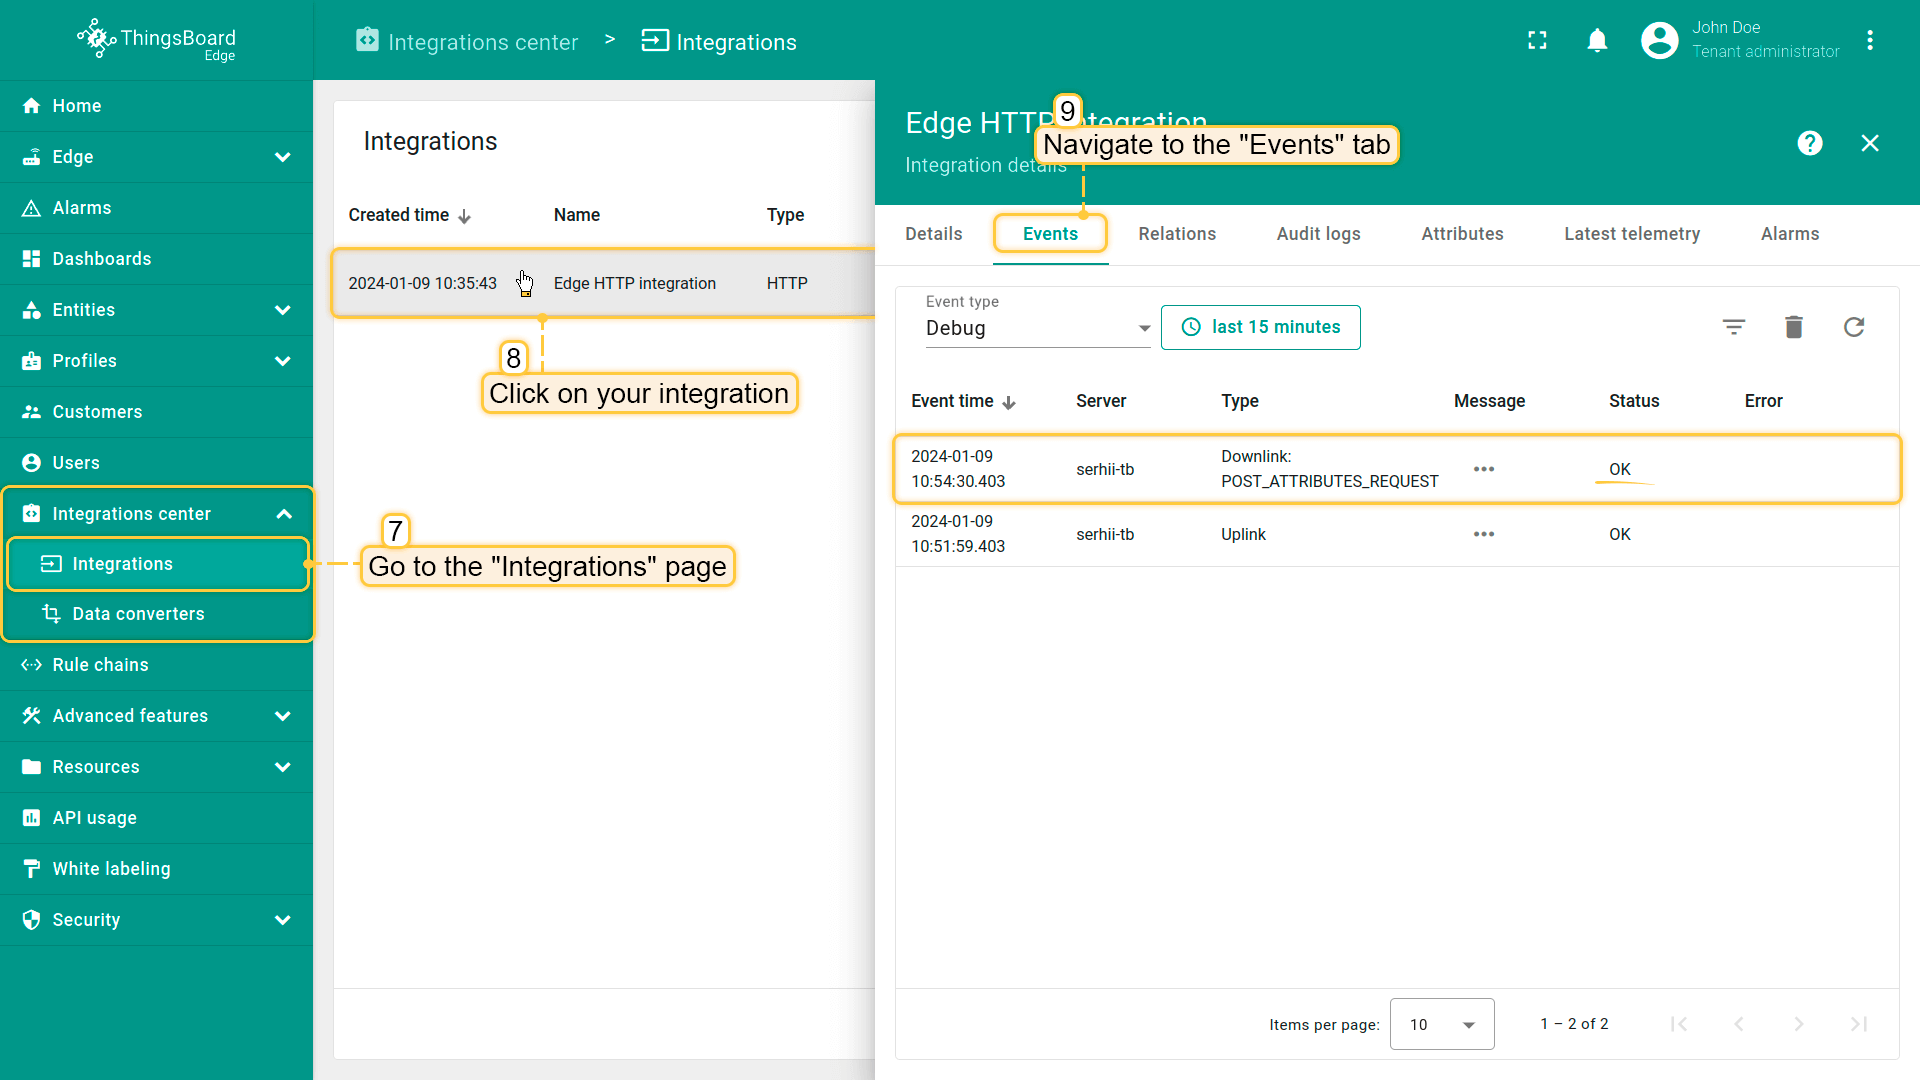 ThingsBoard
Edge
Integrations center > Integrations
John Doe
Tenant administrator
Home
Edge
Alarms
Dashboards
Entities
Profiles
Customers
Users
Integrations center
Integrations
Data converters
Rule chains
Advanced features
Resources
API usage
White labeling
Security
Integrations
Created time Name Type
2024-01-09 10:35:43 Edge HTTP integration HTTP
8
Click on your integration
7
Go to the "Integrations" page
Edge HTTP integration
Integration details
9
Navigate to the "Events" tab
Details Events Relations Audit logs Attributes Latest telemetry Alarms
Event type
Debug
last 15 minutes
Event time Server Type Message Status Error
2024-01-09
10:54:30.403
serhii-tb
Downlink:
POST_ATTRIBUTES_REQUEST
OK
2024-01-09
10:51:59.403
serhii-tb
Uplink
OK
Items per page: 10 1 – 2 of 2